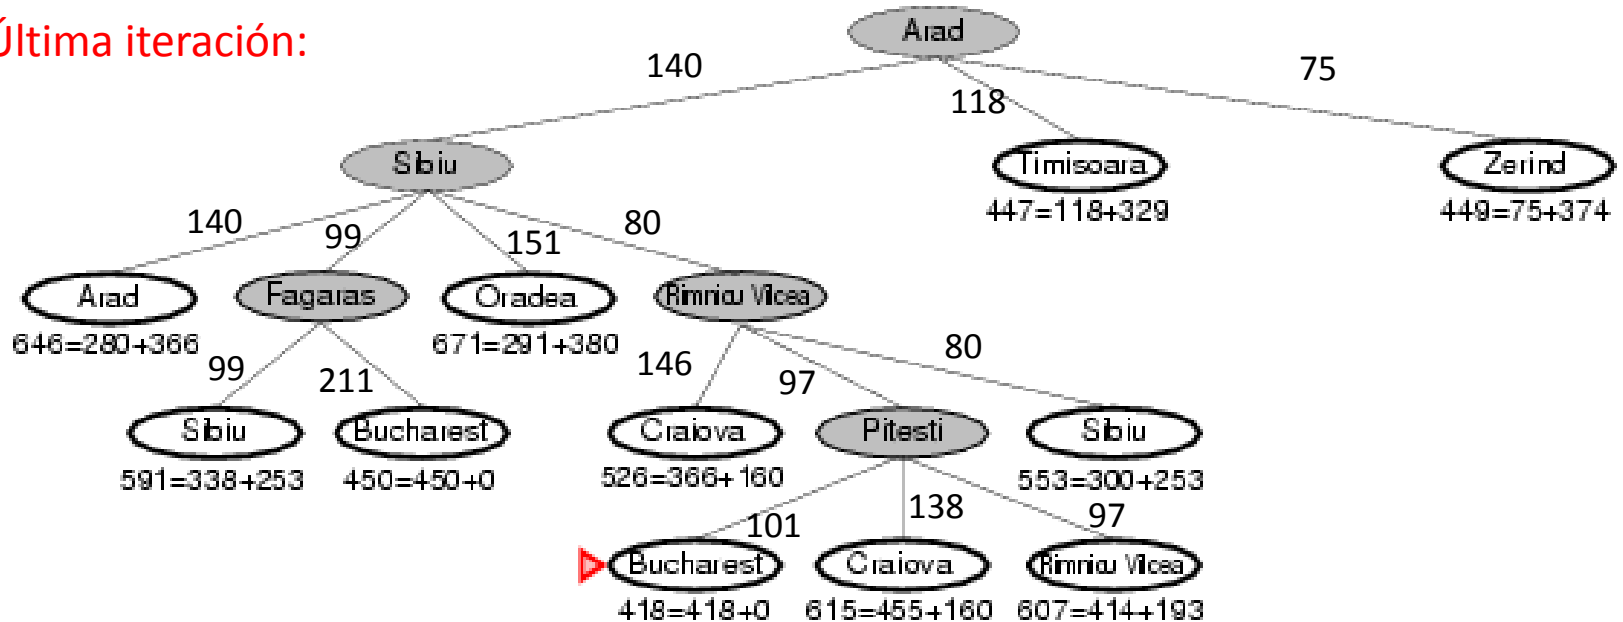 Última iteración:
Arad
140
118
75
Sibiu
Timisoara
Zerind
447=118+329
449=75+374
140
99
151
80
Arad
Fagaras
Oradea
Rimnicu Vilcea
646=280+366
671=291+380
99
211
146
97
80
Sibiu
Bucharest
Craiova
Pitesti
Sibiu
591=338+253
450=450+0
526=366+160
553=300+253
101
138
97
Bucharest
Craiova
Rimnicu Vilcea
418=418+0
615=455+160
607=414+193